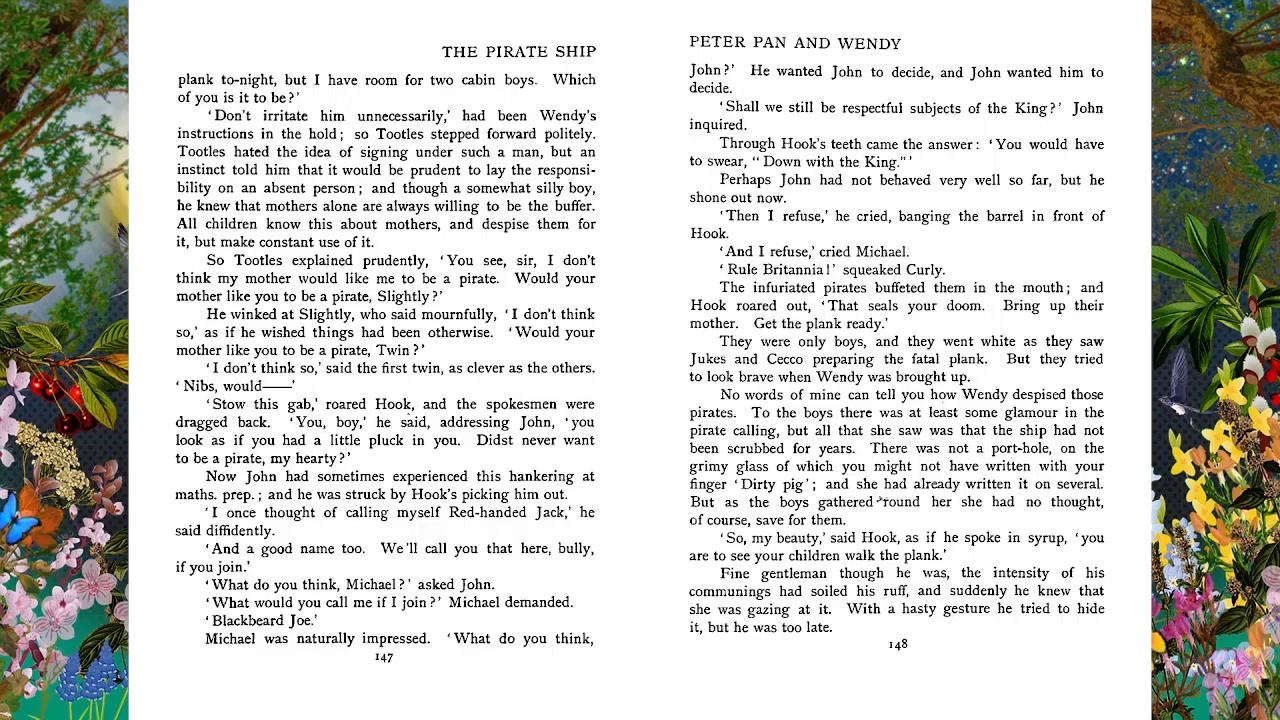 THE PIRATE SHIP
plank to-night, but I have room for two cabin boys. Which
of you is it to be?'
'Don't irritate him unnecessarily,' had been Wendy's
instructions in the hold; so Tootles stepped forward politely.
Tootles hated the idea of signing under such a man, but an
instinct told him that it would be prudent to lay the responsi-
bility on an absent person; and though a somewhat silly boy,
he knew that mothers alone are always willing to be the buffer.
All children know this about mothers, and despise them for
it, but make constant use of it.
So Tootles explained prudently, 'You see, sir, I don't
think my mother would like me to be a pirate. Would your
mother like you to be a pirate, Slightly?'
He winked at Slightly, who said mournfully, 'I don't think
so,' as if he wished things had been otherwise. 'Would your
mother like you to be a pirate, Twin?'
'I don't think so,' said the first twin, as clever as the others.
'Nibs, would——'
'Stow this gab,' roared Hook, and the spokesmen were
dragged back. 'You, boy,' he said, addressing John, 'you
look as if you had a little pluck in you. Didst never want
to be a pirate, my hearty?'
Now John had sometimes experienced this hankering at
maths. prep.; and he was struck by Hook's picking him out.
'I once thought of calling myself Red-handed Jack,' he
said diffidently.
'And a good name too. We'll call you that here, bully,
if you join.'
'What do you think, Michael?' asked John.
'What would you call me if I join?' Michael demanded.
'Blackbeard Joe.'
Michael was naturally impressed. 'What do you think,
147
PETER PAN AND WENDY
John?' He wanted John to decide, and John wanted him to
decide.
'Shall we still be respectful subjects of the King?' John
inquired.
Through Hook's teeth came the answer: 'You would have
to swear, "Down with the King."'
Perhaps John had not behaved very well so far, but he
shone out now.
'Then I refuse,' he cried, banging the barrel in front of
Hook.
'And I refuse,' cried Michael.
'Rule Britannia!' squeaked Curly.
The infuriated pirates buffeted them in the mouth; and
Hook roared out, 'That seals your doom. Bring up their
mother. Get the plank ready.'
They were only boys, and they went white as they saw
Jukes and Cecco preparing the fatal plank. But they tried
to look brave when Wendy was brought up.
No words of mine can tell you how Wendy despised those
pirates. To the boys there was at least some glamour in the
pirate calling, but all that she saw was that the ship had not
been scrubbed for years. There was not a port-hole, on the
grimy glass of which you might not have written with your
finger 'Dirty pig'; and she had already written it on several.
But as the boys gathered 'round her she had no thought,
of course, save for them.
'So, my beauty,' said Hook, as if he spoke in syrup, 'you
are to see your children walk the plank.'
Fine gentleman though he was, the intensity of his
communings had soiled his ruff, and suddenly he knew that
she was gazing at it. With a hasty gesture he tried to hide
it, but he was too late.
148